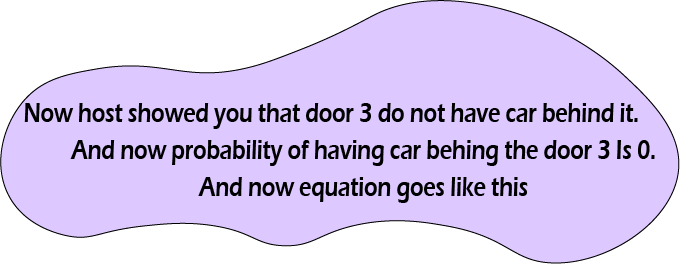 Now host showed you that door 3 do not have car behind it.
And now probability of having car behing the door 3 Is 0.
And now equation goes like this